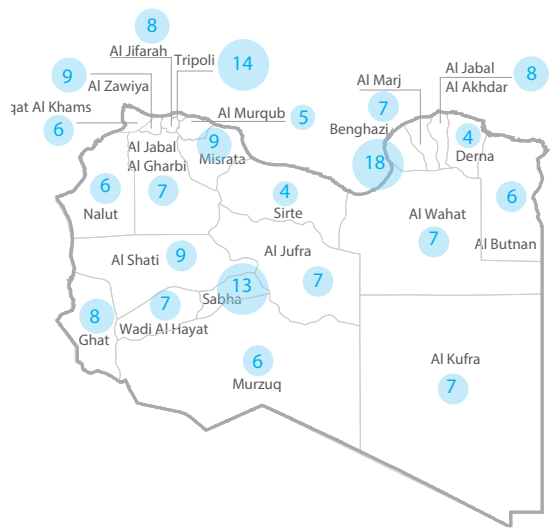 8
Al Jifarah
Tripoli
14
9
Al Zawiya
qat Al Khams
6
Al Murqub
5
Al Marj
7
Benghazi
18
Al Jabal
Al Akhdar
8
4
Derna
9
Misrata
Al Jabal
Al Gharbi
7
6
Nalut
4
Sirte
6
Al Butnan
Al Wahat
7
Al Shati
9
Al Jufra
7
13
Sabha
8
Ghat
7
Wadi Al Hayat
6
Murzuq
Al Kufra
7